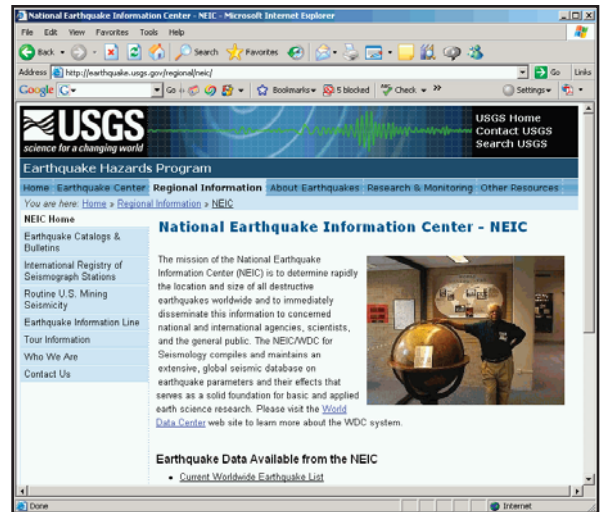 National Earthquake Information Center - NEIC - Microsoft Internet Explorer
File Edit View Favorites Tools Help
Back Search Favorites
Address http://earthquake.usgs.gov/regional/neic/ Go Links
Google G Go Bookmarks 5 blocked Check Settings
USGS
science for a changing world
USGS Home
Contact USGS
Search USGS
Earthquake Hazards Program
Home Earthquake Center Regional Information About Earthquakes Research & Monitoring Other Resources
You are here: Home » Regional Information » NEIC
NEIC Home
Earthquake Catalogs &
Bulletins
International Registry of
Seismograph Stations
Routine U.S. Mining
Seismicity
Earthquake Information Line
Tour Information
Who We Are
Contact Us
National Earthquake Information Center - NEIC
The mission of the National Earthquake
Information Center (NEIC) is to determine rapidly
the location and size of all destructive
earthquakes worldwide and to immediately
disseminate this information to concerned
national and international agencies, scientists,
and the general public. The NEIC/WDC for
Seismology compiles and maintains an
extensive, global seismic database on
earthquake parameters and their effects that
serves as a solid foundation for basic and applied
earth science research. Please visit the World
Data Center web site to learn more about the WDC system.
Earthquake Data Available from the NEIC
• Current Worldwide Earthquake List
Done Internet